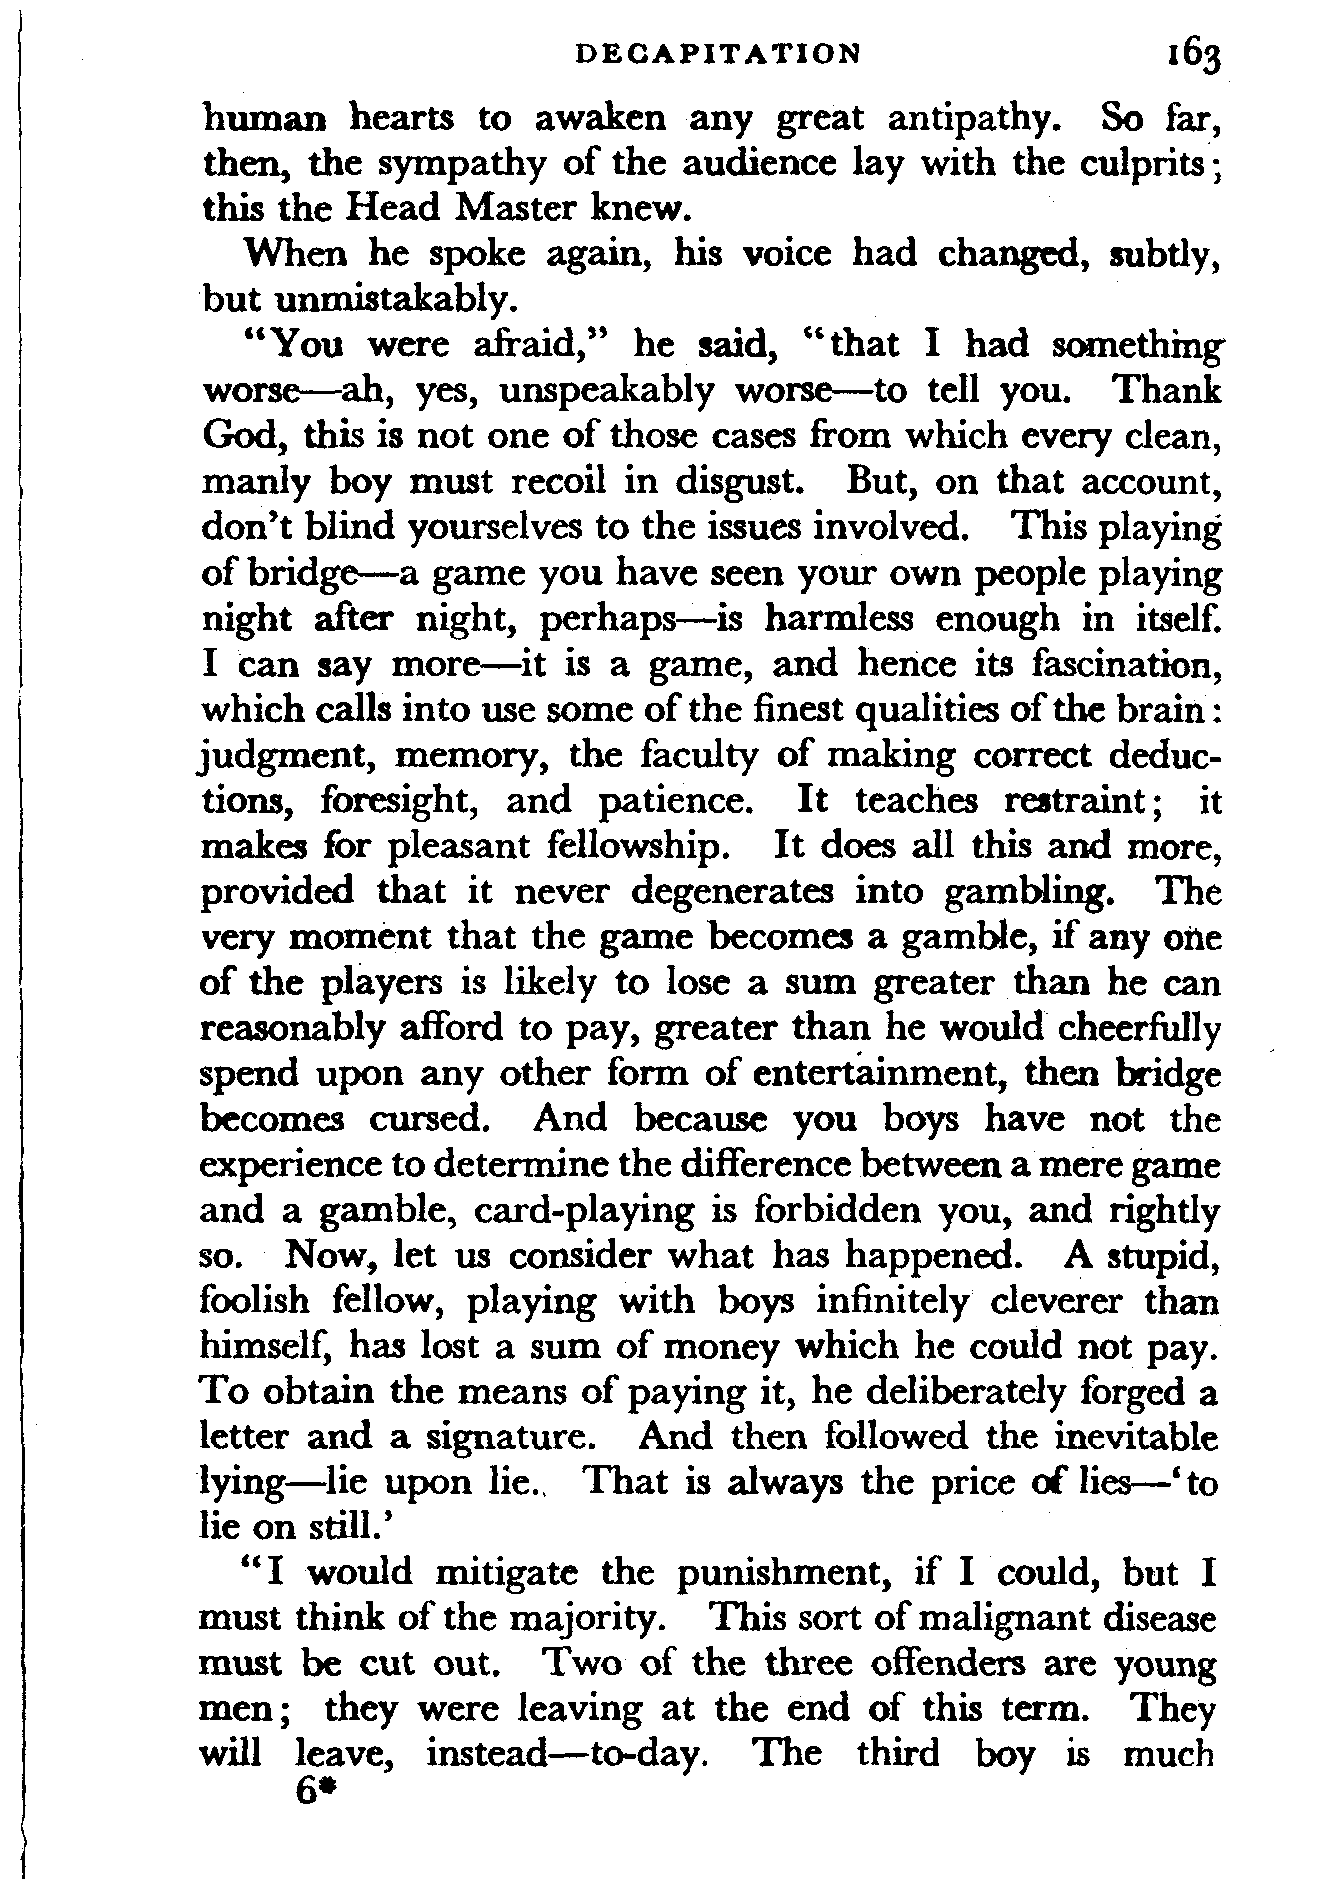 DECAPITATION 163
human hearts to awaken any great antipathy. So far,
then, the sympathy of the audience lay with the culprits;
this the Head Master knew.
When he spoke again, his voice had changed, subtly,
but unmistakably.
“You were afraid,” he said, “that I had something
worse—ah, yes, unspeakably worse—to tell you. Thank
God, this is not one of those cases from which every clean,
manly boy must recoil in disgust. But, on that account,
don’t blind yourselves to the issues involved. This playing
of bridge—a game you have seen your own people playing
night after night, perhaps—is harmless enough in itself.
I can say more—it is a game, and hence its fascination,
which calls into use some of the finest qualities of the brain:
judgment, memory, the faculty of making correct deduc-
tions, foresight, and patience. It teaches restraint; it
makes for pleasant fellowship. It does all this and more,
provided that it never degenerates into gambling. The
very moment that the game becomes a gamble, if any one
of the players is likely to lose a sum greater than he can
reasonably afford to pay, greater than he would cheerfully
spend upon any other form of entertainment, then bridge
becomes cursed. And because you boys have not the
experience to determine the difference between a mere game
and a gamble, card-playing is forbidden you, and rightly
so. Now, let us consider what has happened. A stupid,
foolish fellow, playing with boys infinitely cleverer than
himself, has lost a sum of money which he could not pay.
To obtain the means of paying it, he deliberately forged a
letter and a signature. And then followed the inevitable
lying—lie upon lie. That is always the price of lies—‘to
lie on still.’
“I would mitigate the punishment, if I could, but I
must think of the majority. This sort of malignant disease
must be cut out. Two of the three offenders are young
men; they were leaving at the end of this term. They
will leave, instead—to-day. The third boy is much
6*